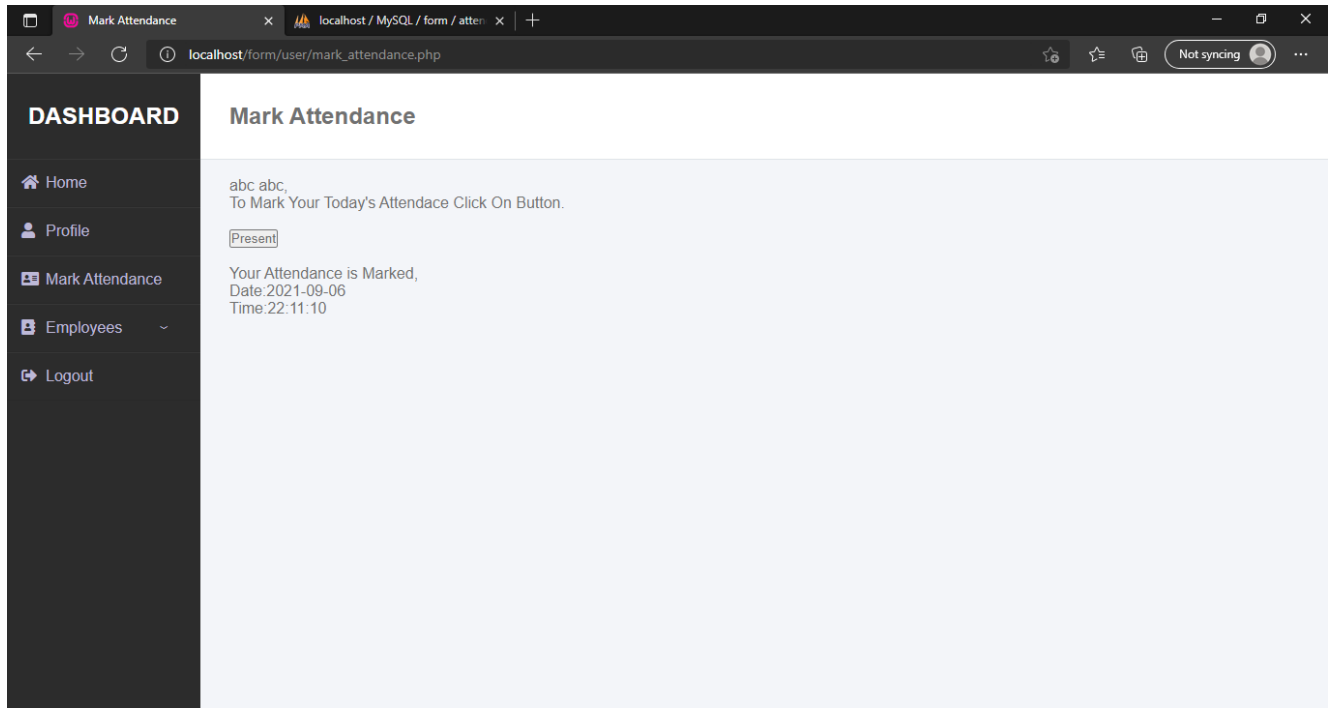 Mark Attendance
localhost / MySQL / form / atten
localhost/form/user/mark_attendance.php
Not syncing
DASHBOARD
Home
Profile
Mark Attendance
Employees
Logout
Mark Attendance
abc abc,
To Mark Your Today's Attendace Click On Button.
Present
Your Attendance is Marked,
Date:2021-09-06
Time:22:11:10